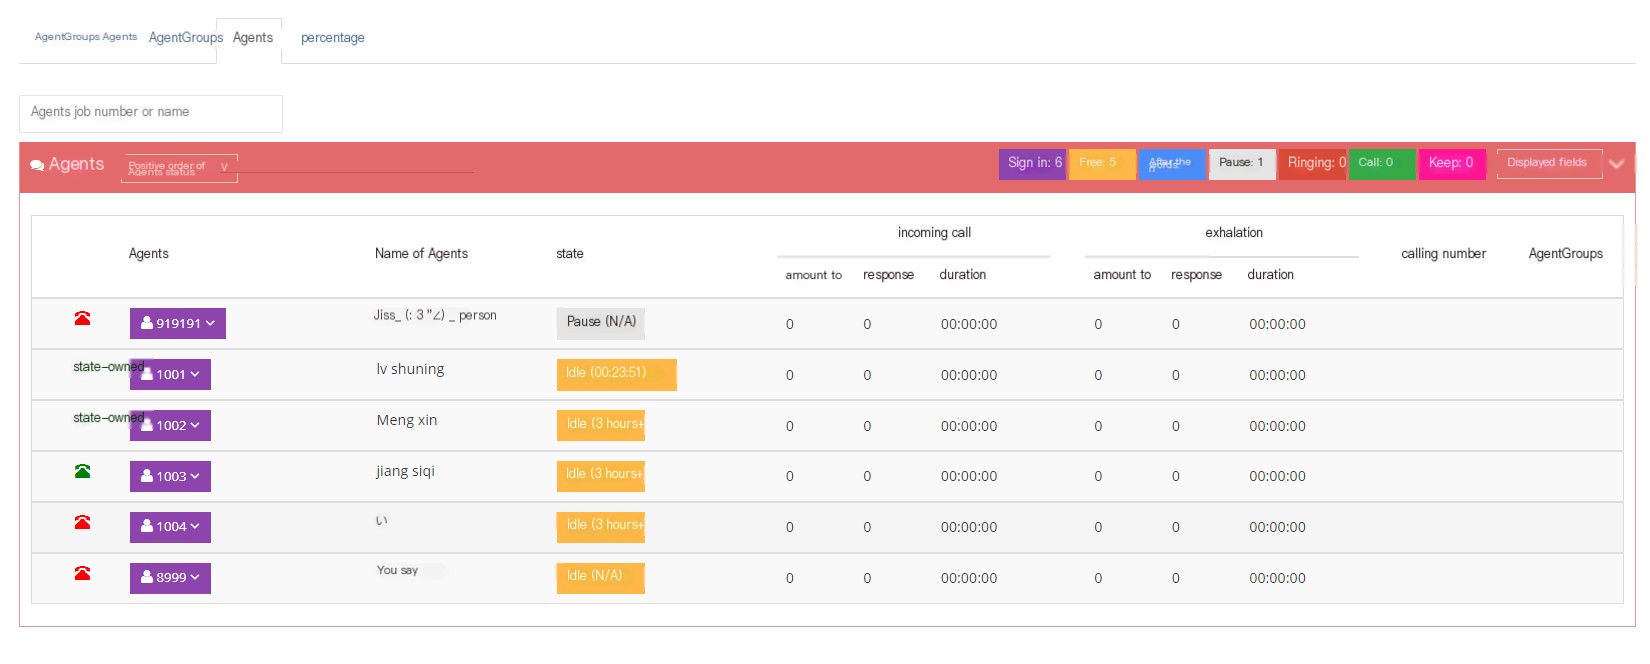 AgentGroups Agents AgentGroups Agents percentage
Agents job number or name
Agents
Positive order of
Agents status
V
Sign in: 6
Free: 5
After the
Pause: 1
Ringing: 0
Call: 0
Keep: 0
Displayed fields
incoming call exhalation
Agents Name of Agents state calling number AgentGroups
amount to response duration amount to response duration
919191 Jiss_ (: 3 "∠) _ person Pause (N/A) 0 0 00:00:00 0 0 00:00:00
state-owned 1001 lv shuning Idle (00:23:51) 0 0 00:00:00 0 0 00:00:00
state-owned 1002 Meng xin Idle (3 hours+ 0 0 00:00:00 0 0 00:00:00
1003 jiang siqi Idle (3 hours+ 0 0 00:00:00 0 0 00:00:00
1004 い Idle (3 hours+ 0 0 00:00:00 0 0 00:00:00
8999 You say Idle (N/A) 0 0 00:00:00 0 0 00:00:00